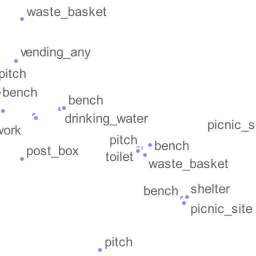 waste_basket
vending_any
pitch
bench
bench
drinking_water
picnic_s
work
pitch
bench
toilet
post_box
waste_basket
bench
shelter
picnic_site
pitch